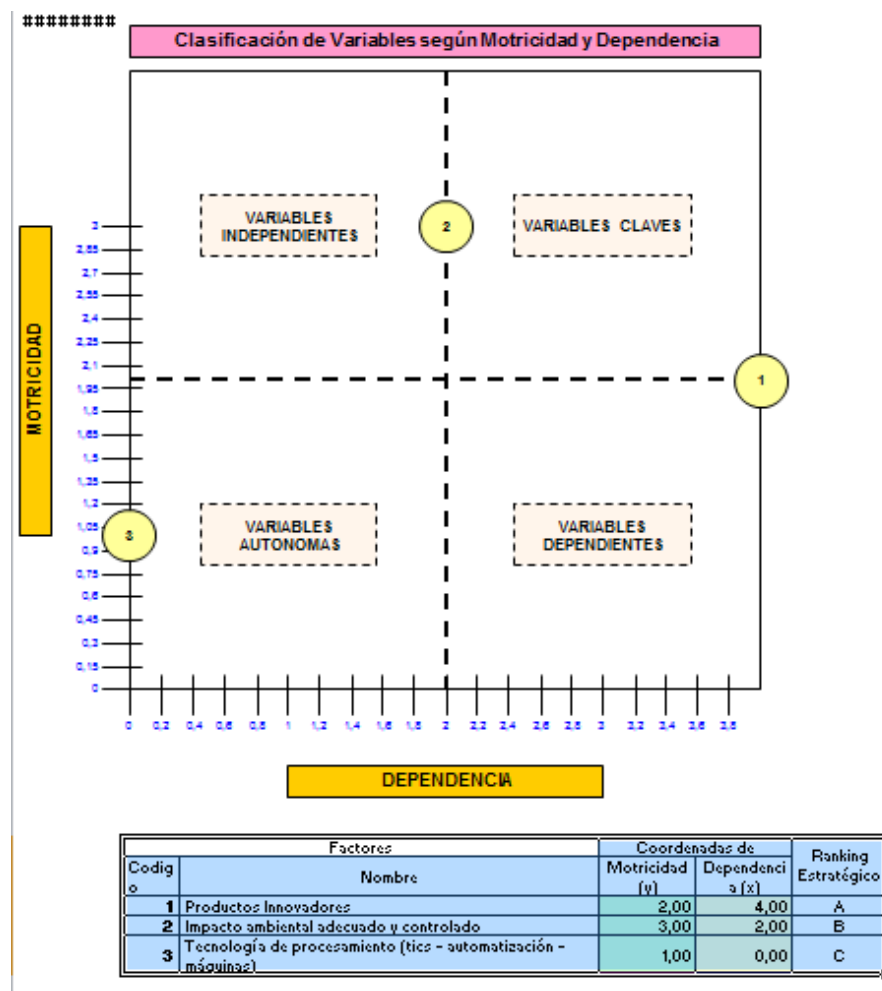 ########
Clasificación de Variables según Motricidad y Dependencia
VARIABLES
INDEPENDIENTES
VARIABLES CLAVES
2
1
3
VARIABLES
AUTONOMAS
VARIABLES
DEPENDIENTES
MOTRICIDAD
3
2,85
2,7
2,55
2,4
2,25
2,1
1,95
1,8
1,65
1,5
1,25
1,2
1,05
0,9
0,75
0,6
0,45
0,3
0,15
0
0 0,2 0,4 0,6 0,8 1 1,2 1,4 1,6 1,8 2 2,2 2,4 2,6 2,8 3 3,2 3,4 3,6 3,8
DEPENDENCIA
Factores Coordenadas de Ranking Estratégico
Codig o Nombre Motricidad (y) Dependenci a (x)
1 Productos Innovadores 2,00 4,00 A
2 Impacto ambiental adecuado y controlado 3,00 2,00 B
3 Tecnología de procesamiento (tics - automatización -
máquinas) 1,00 0,00 C